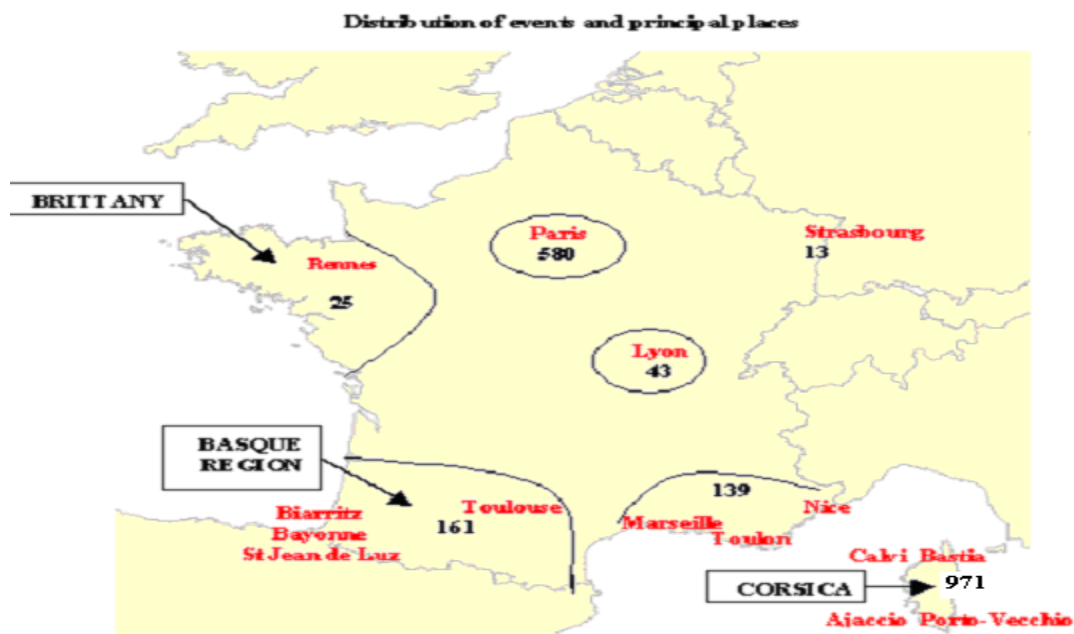 Distribution of events and principal places
BRITTANY
Paris
580
Strasbourg
13
Rennes
25
Lyon
43
BASQUE
REGION
139
Toulouse
161
Nice
Marseille
Toulon
Biarritz
Bayonne
St Jean de Luz
Calvi Bastia
971
CORSICA
Ajaccio Porto-Vecchio